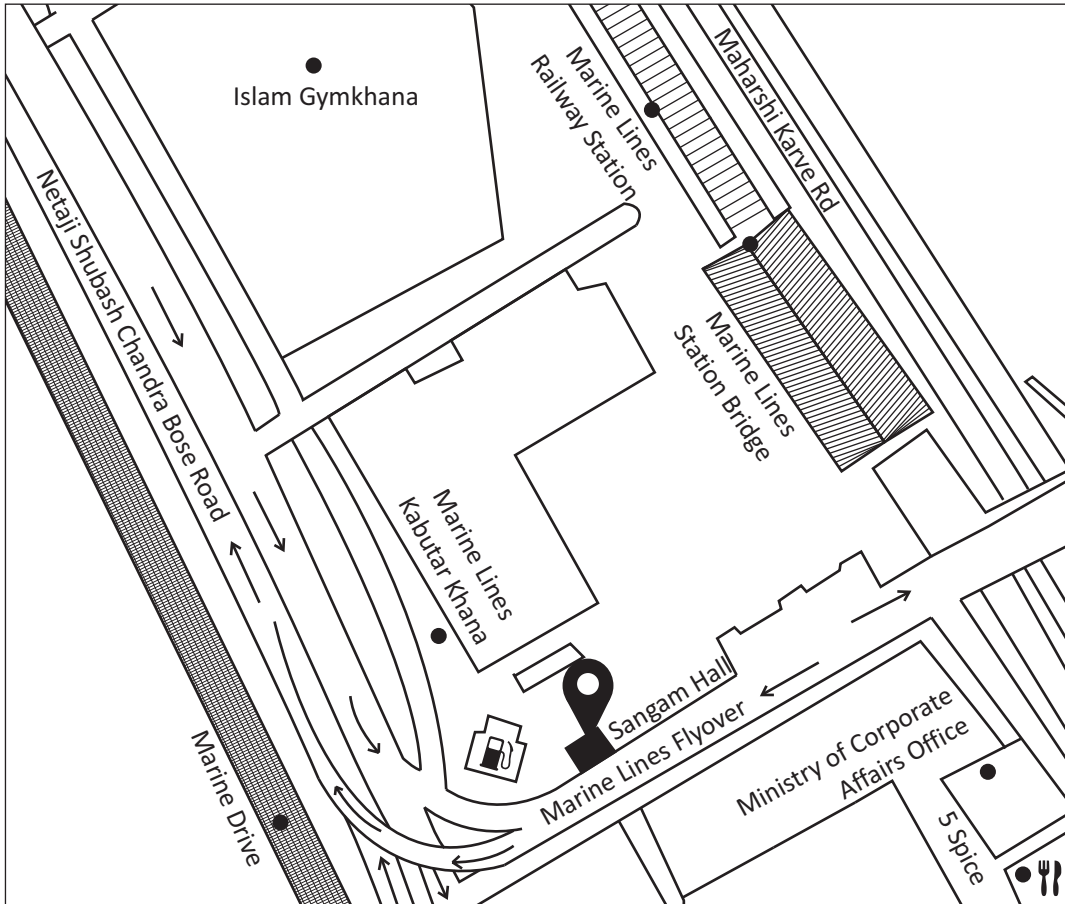 Islam Gymkhana
Marine Lines
Railway Station
Maharshi Karve Rd
Netaji Shubash Chandra Bose Road
Marine Lines
Station Bridge
Marine Lines
Kabutar Khana
Sangam Hall
Marine Lines Flyover
Ministry of Corporate
Affairs Office
Marine Drive
5 Spice